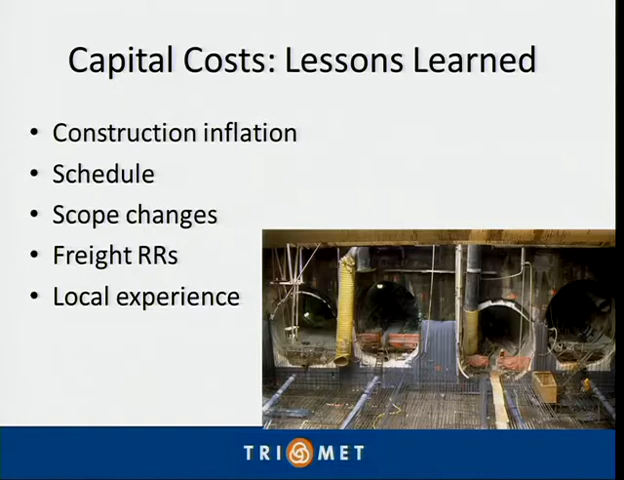 Capital Costs: Lessons Learned
• Construction inflation
• Schedule
• Scope changes
• Freight RRs
• Local experience
TRI MET